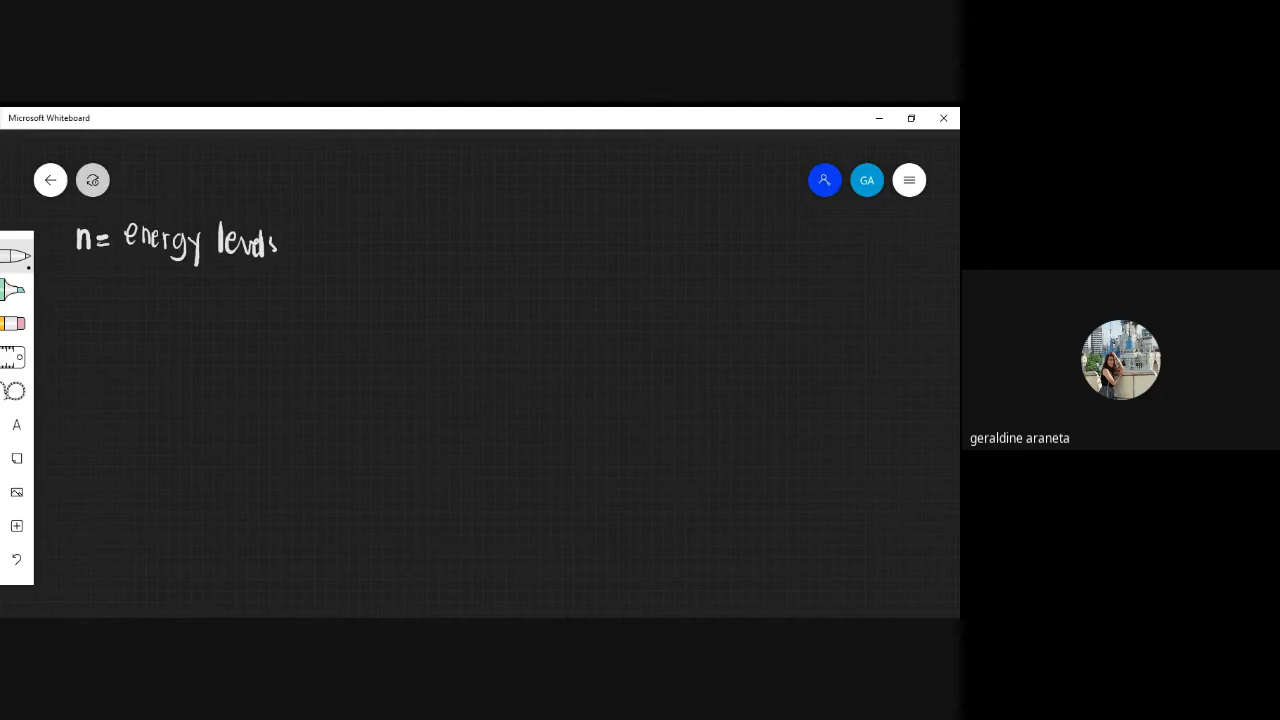 Microsoft Whiteboard
GA
n= energy levels
A
geraldine araneta